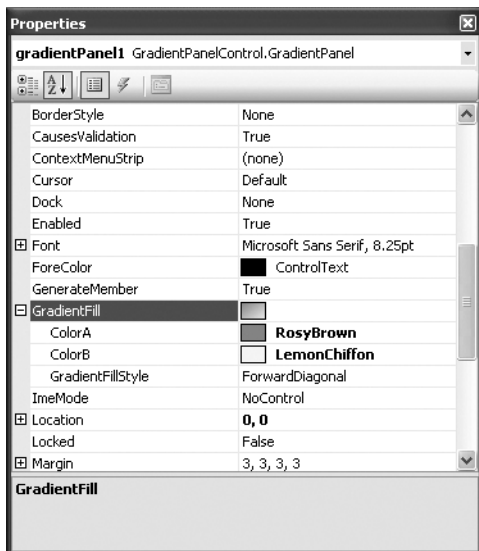 Properties
gradientPanel1 GradientPanelControl.GradientPanel
A Z
BorderStyle None
CausesValidation True
ContextMenuStrip (none)
Cursor Default
Dock None
Enabled True
Font Microsoft Sans Serif, 8.25pt
ForeColor ControlText
GenerateMember True
GradientFill
ColorA RosyBrown
ColorB LemonChiffon
GradientFillStyle ForwardDiagonal
ImeMode NoControl
Location 0, 0
Locked False
Margin 3, 3, 3, 3
GradientFill